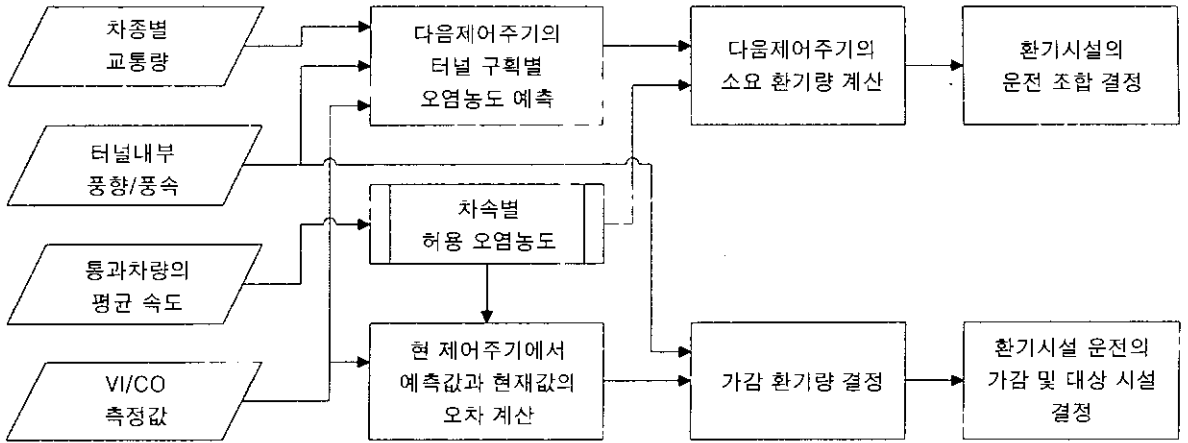 차종별
교통량
다음제어주기의
터널 구획별
오염농도 예측
다움제어주기의
소요 환기량 계산
환기시설의
운전 조합 결정
터널내부
풍향/풍속
차속별
허용 오염농도
통과차량의
평균 속도
VI/CO
측정값
현 제어주기에서
예측값과 현재값의
오차 계산
가감 환기량 결정
환기시설 운전의
가감 및 대상 시설
결정